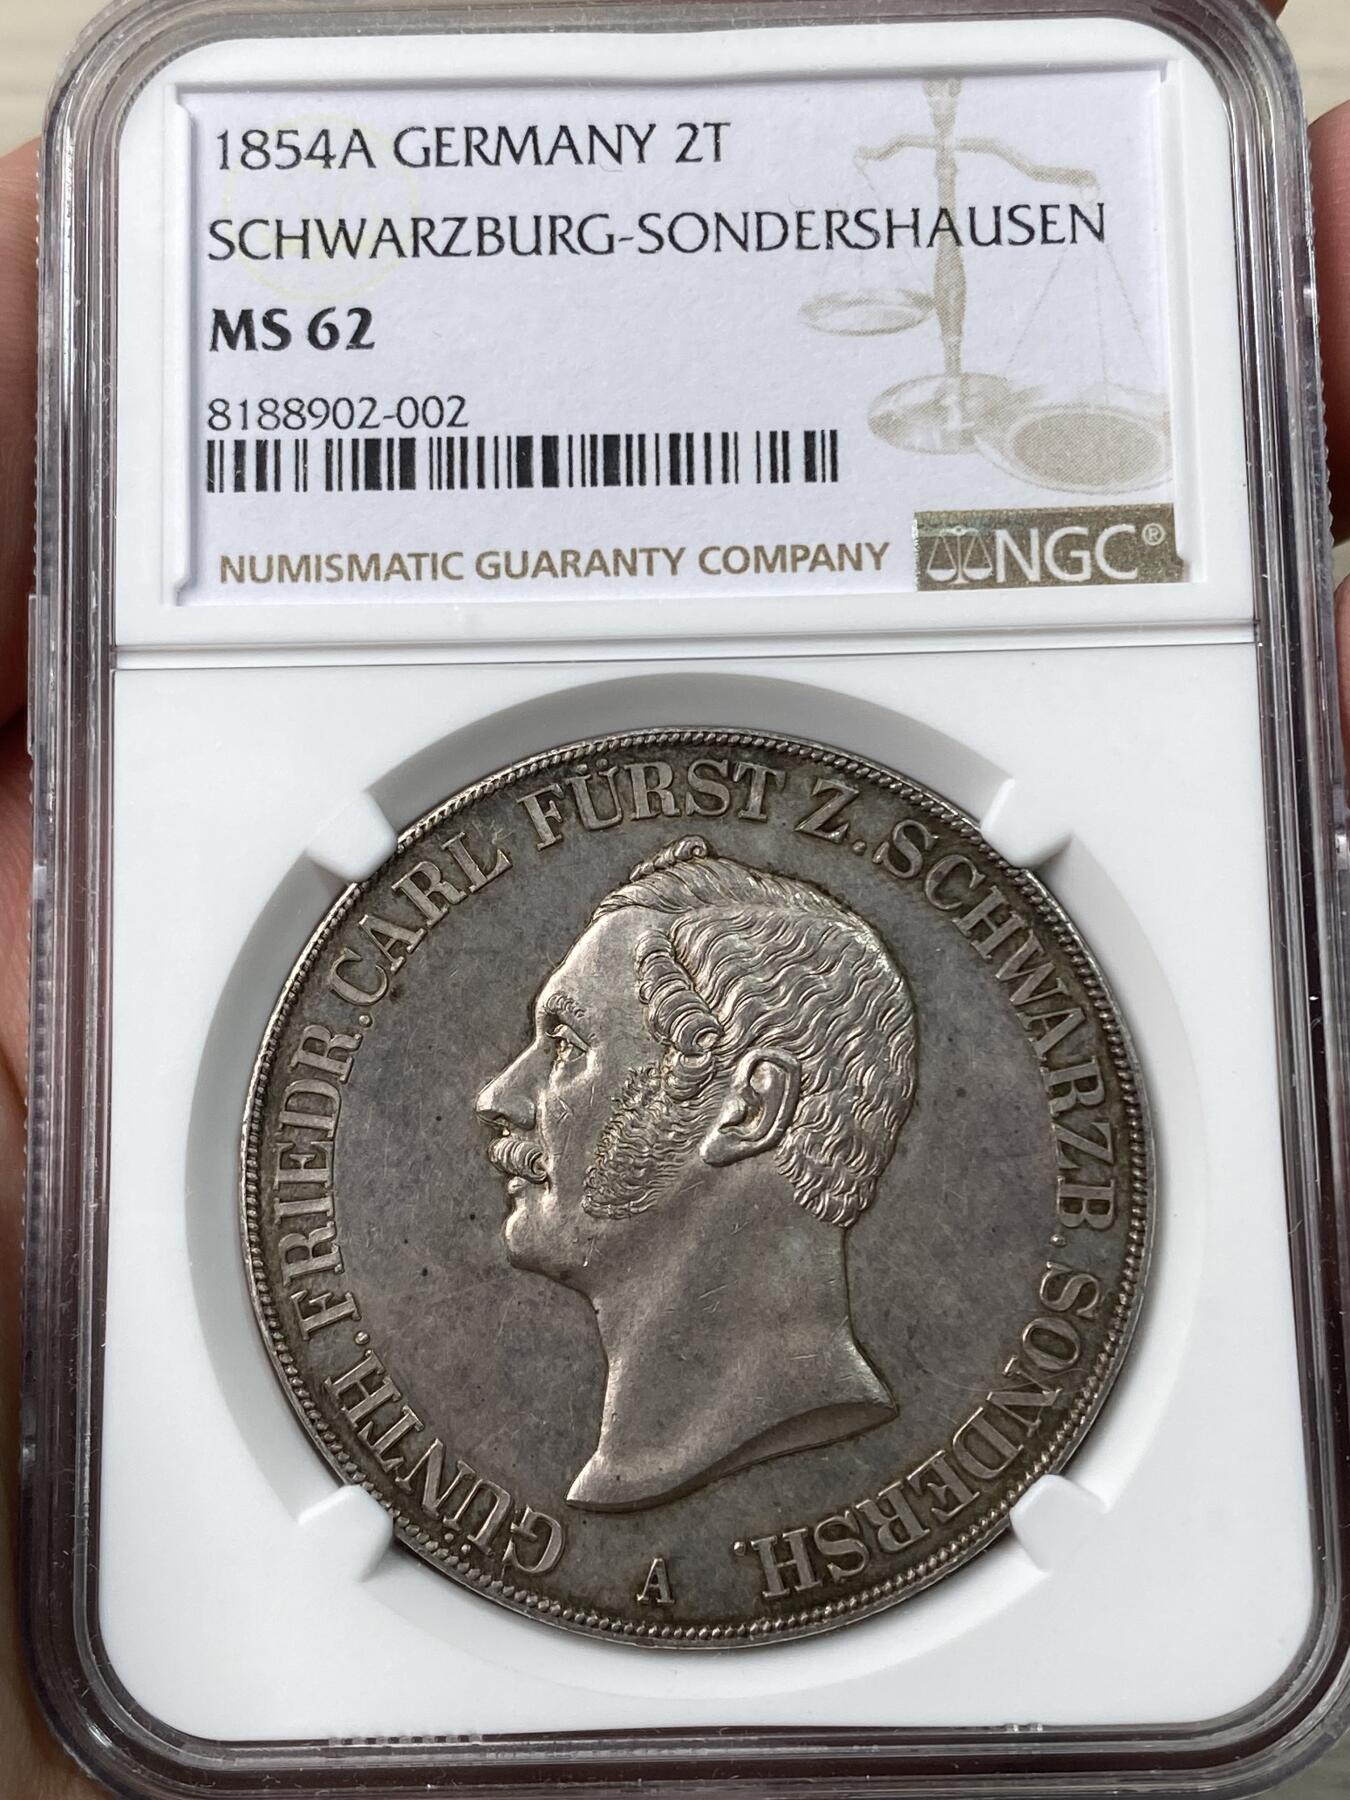 1854A GERMANY 2T
SCHWARZBURG-SONDERSHAUSEN
MS 62
8188902-002
NUMISMATIC GUARANTY COMPANY
NGC®
GÜNTH. FRIEDR. CARL FÜRST Z. SCHWARZB. SONDERSH.
A